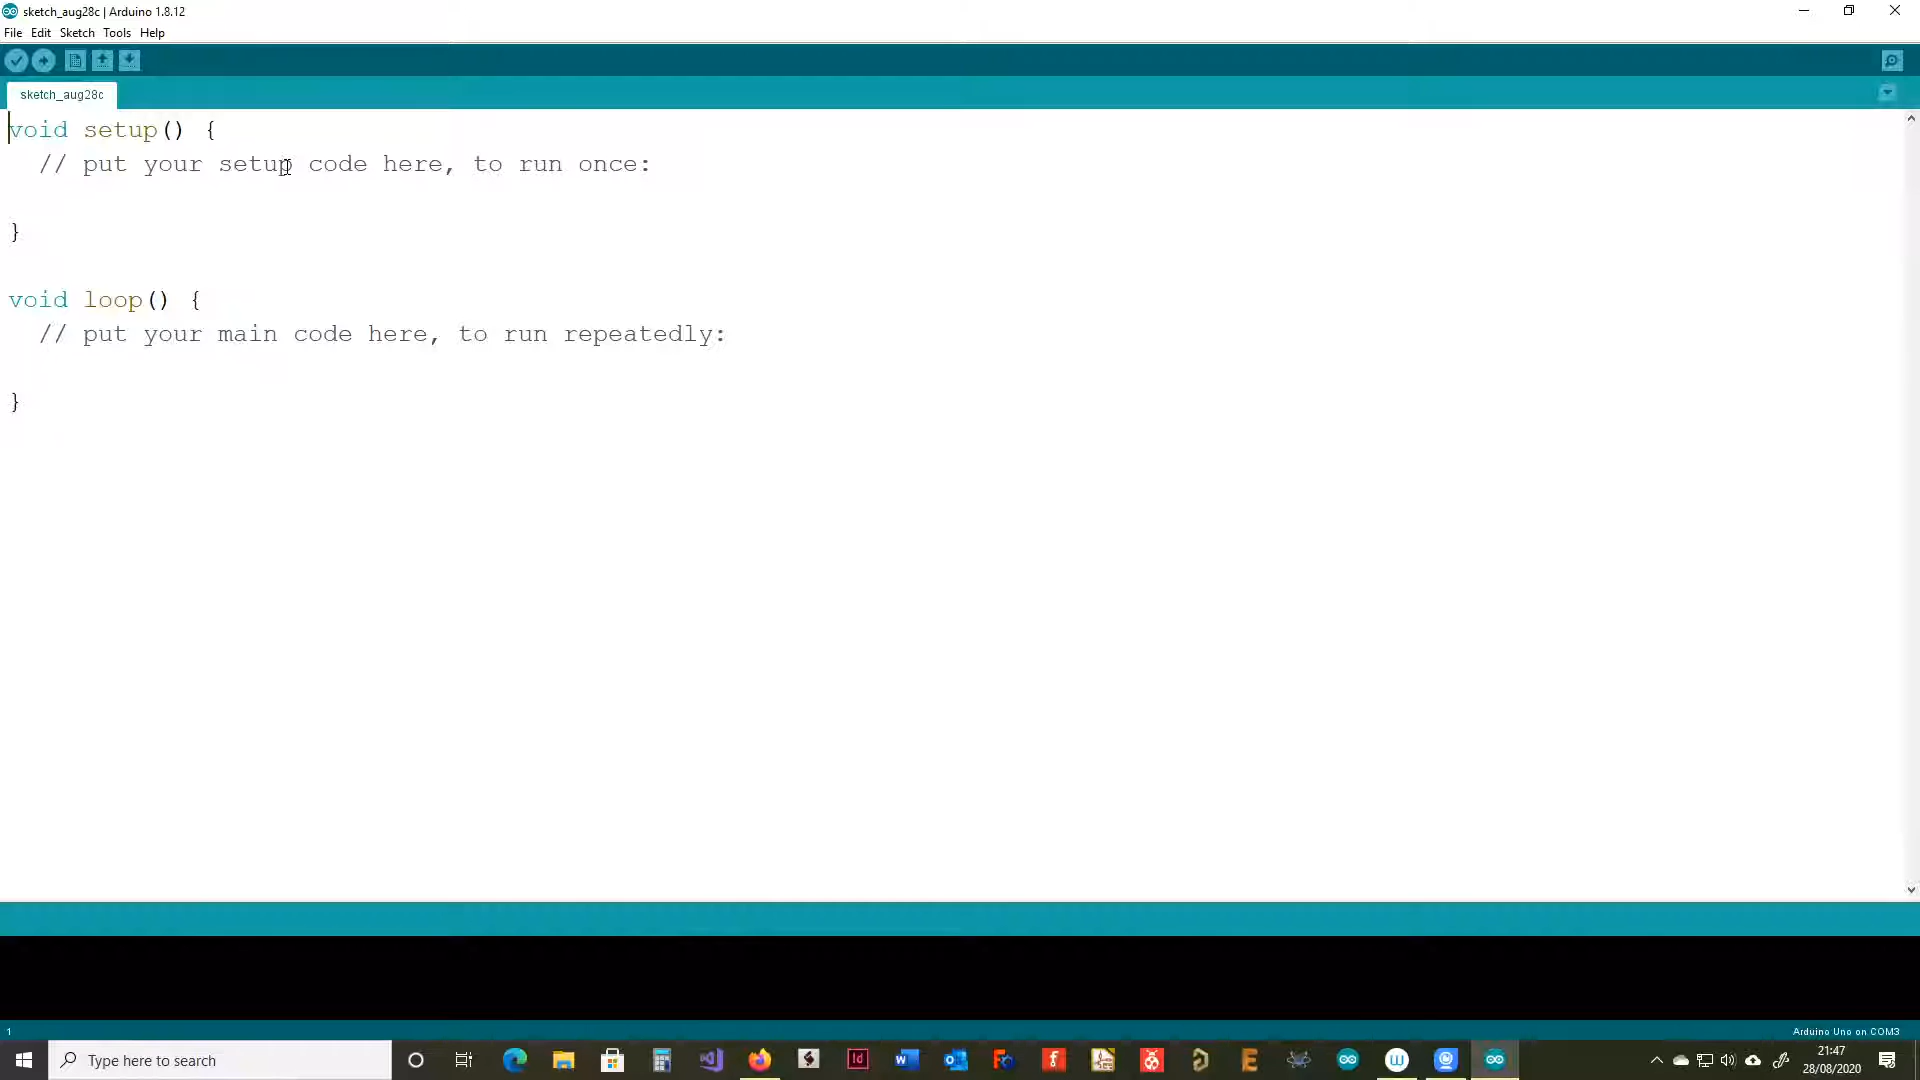 sketch_aug28c | Arduino 1.8.12
File Edit Sketch Tools Help
sketch_aug28c
void setup() {
// put your setup code here, to run once:
}
void loop() {
// put your main code here, to run repeatedly:
}
1
Arduino Uno on COM3
Type here to search
21:47
28/08/2020